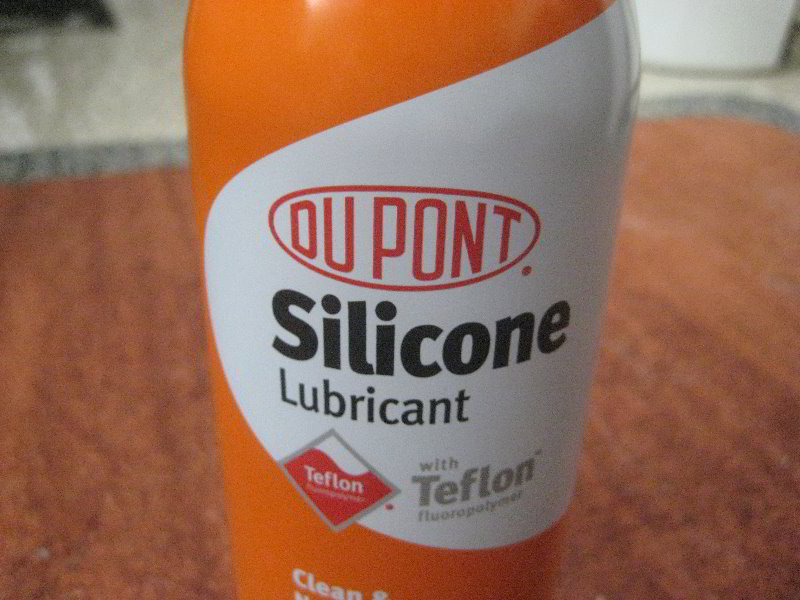 DU PONT
Silicone
Lubricant
Teflon
with
Teflon
fluoropolymer
Clean &
DU P